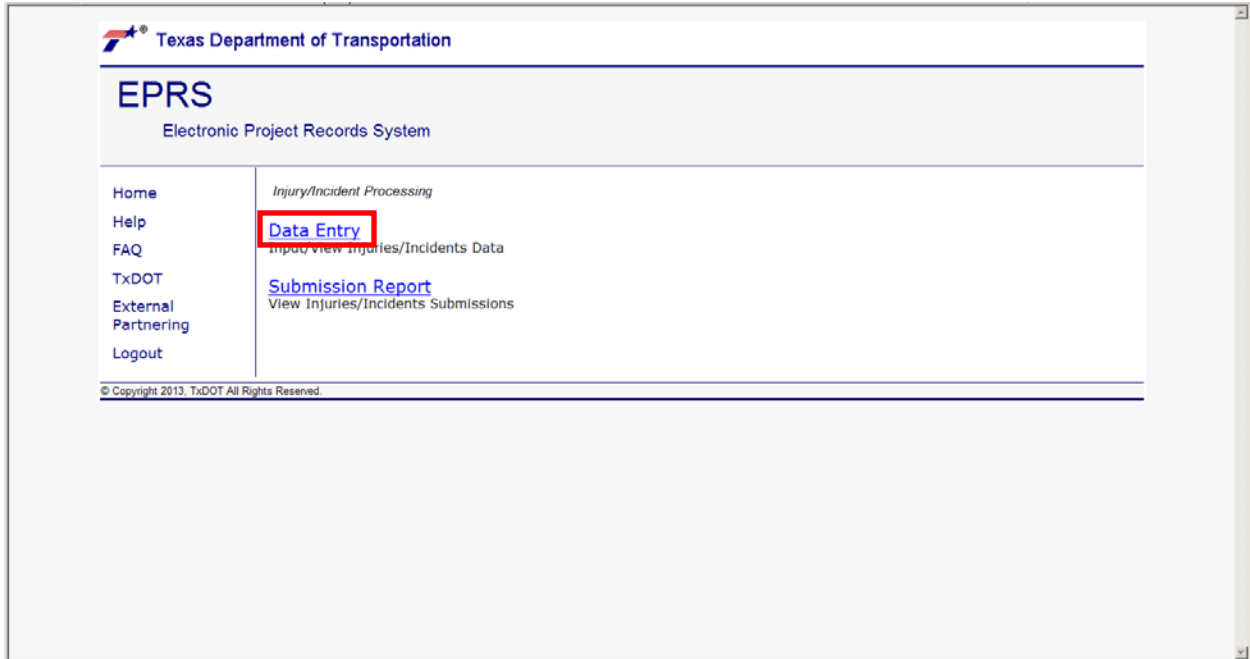 ® Texas Department of Transportation
EPRS
Electronic Project Records System
Home
Help
FAQ
TxDOT
External
Partnering
Logout
Injury/Incident Processing
Data Entry
Input/View Injuries/Incidents Data
Submission Report
View Injuries/Incidents Submissions
© Copyright 2013, TxDOT All Rights Reserved.